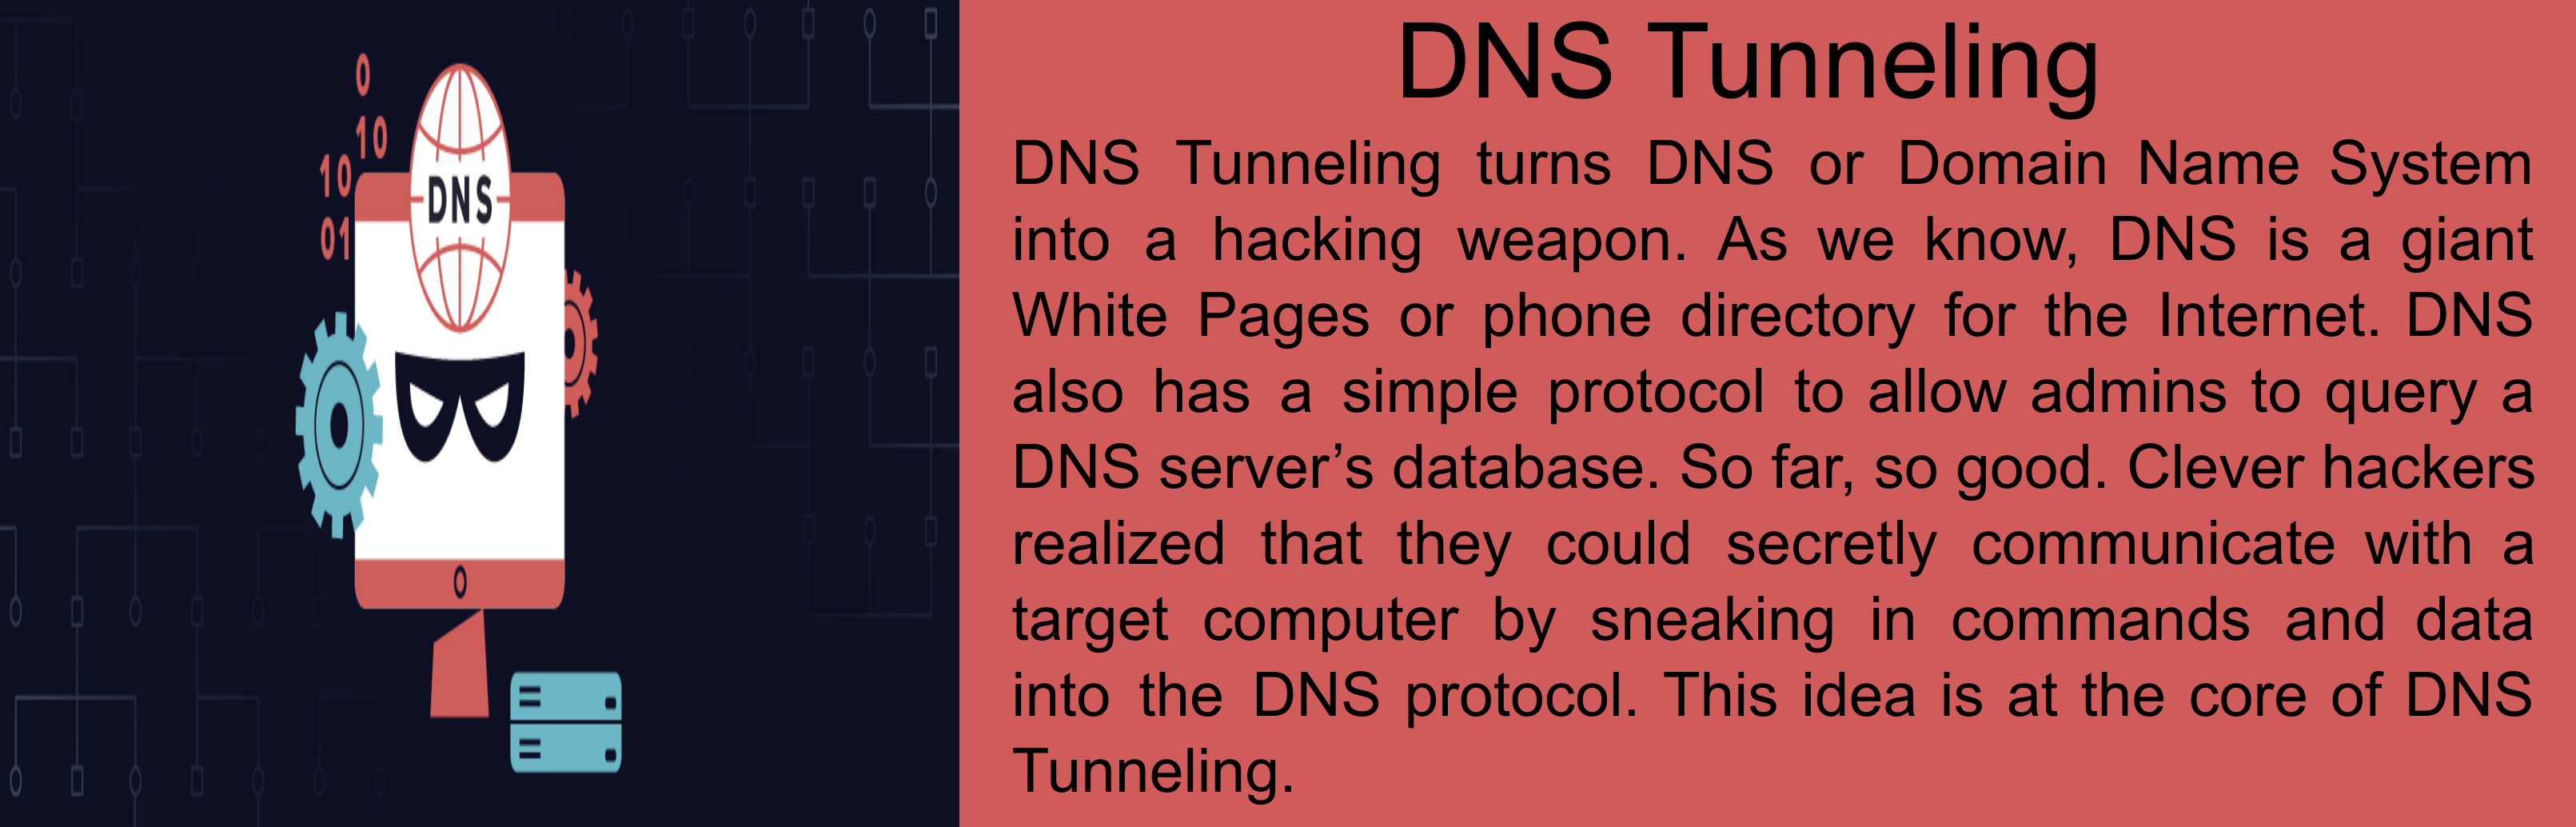 DNS Tunneling
0
10
10
01
DNS
DNS Tunneling turns DNS or Domain Name System
into a hacking weapon. As we know, DNS is a giant
White Pages or phone directory for the Internet. DNS
also has a simple protocol to allow admins to query a
DNS server’s database. So far, so good. Clever hackers
realized that they could secretly communicate with a
target computer by sneaking in commands and data
into the DNS protocol. This idea is at the core of DNS
Tunneling.